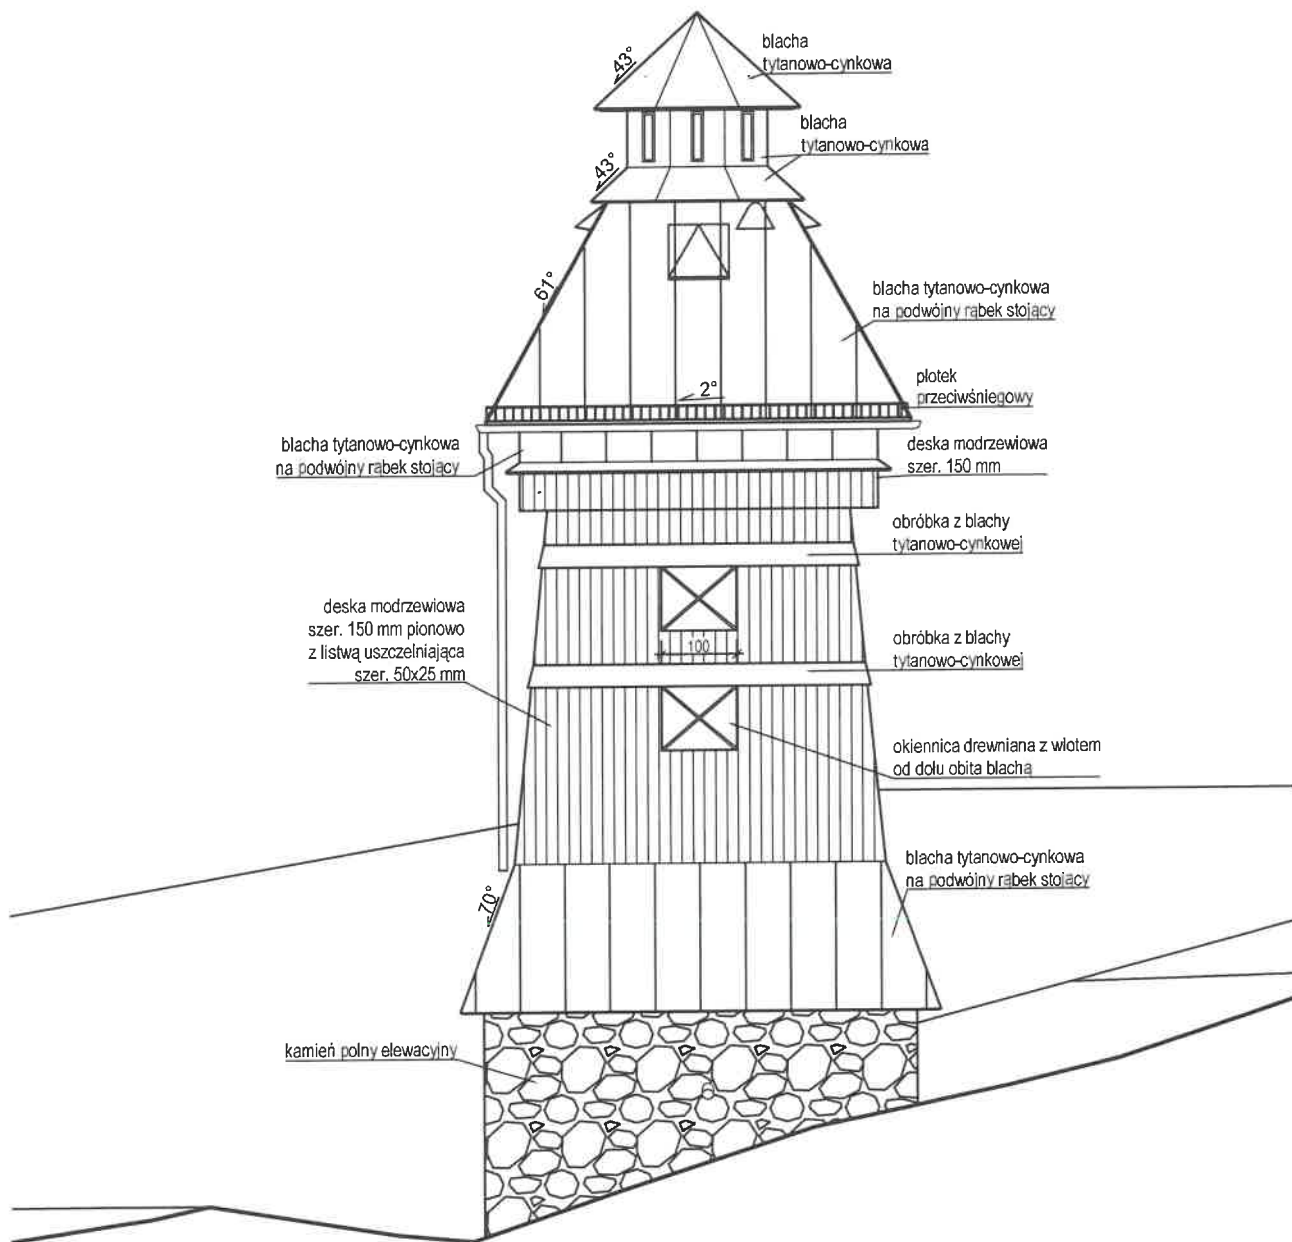 blacha
tytanowo-cynkowa
43°
blacha
tytanowo-cynkowa
43°
61°
blacha tytanowo-cynkowa
na podwójny rąbek stojący
2°
płotek
przeciwśniegowy
blacha tytanowo-cynkowa
na podwójny rąbek stojący
deska modrzewiowa
szer. 150 mm
obróbka z blachy
tytanowo-cynkowej
deska modrzewiowa
szer. 150 mm pionowo
z listwą uszczelniająca
szer. 50x25 mm
100
obróbka z blachy
tytanowo-cynkowej
okiennica drewniana z wlotem
od dołu obita blachą
blacha tytanowo-cynkowa
na podwójny rąbek stojący
70°
kamień polny elewacyjny